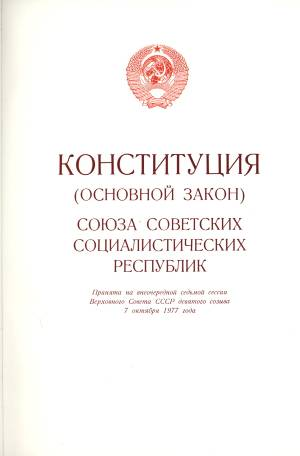 КОНСТИТУЦИЯ
(ОСНОВНОЙ ЗАКОН)
СОЮЗА СОВЕТСКИХ
СОЦИАЛИСТИЧЕСКИХ
РЕСПУБЛИК
Принята на внеочередной седьмой сессии
Верховного Совета СССР девятого созыва
7 октября 1977 года